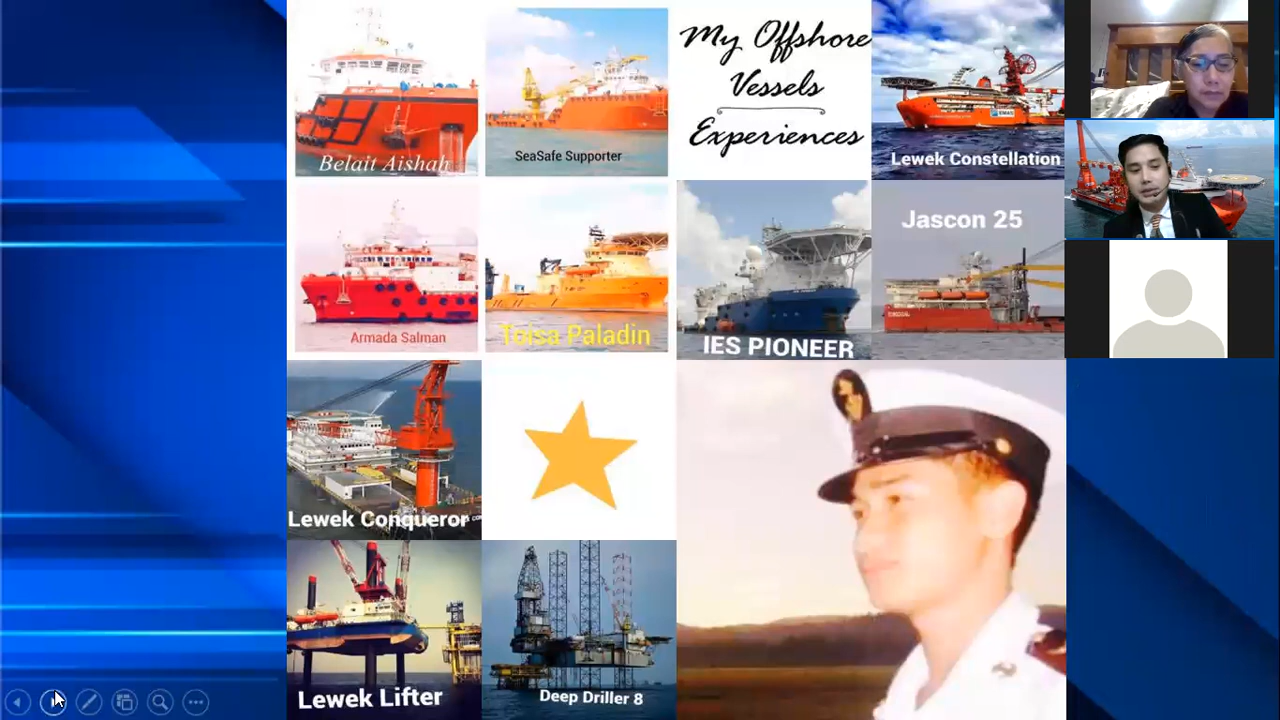 Belait Aishah
SeaSafe Supporter
My Offshore
Vessels
Experiences
EMAS
Lewek Constellation
Armada Salman
Toisa Paladin
IES PIONEER
Jascon 25
Lewek Conqueror
Lewek Lifter
Deep Driller 8